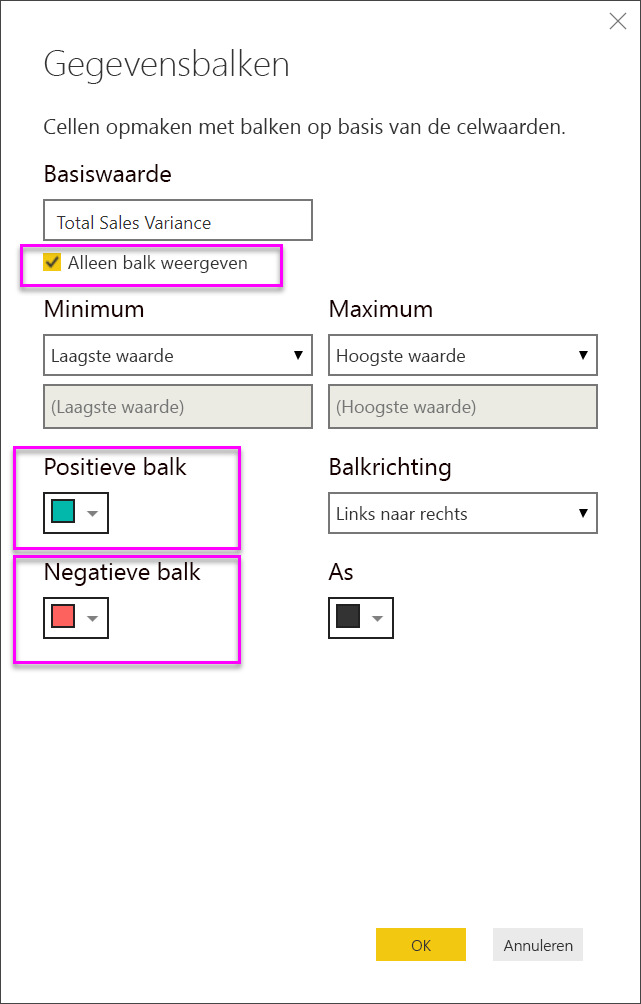 Gegevensbalken
Cellen opmaken met balken op basis van de celwaarden.
Basiswaarde
Total Sales Variance
Alleen balk weergeven
Minimum
Maximum
Laagste waarde
Hoogste waarde
(Laagste waarde)
(Hoogste waarde)
Positieve balk
Balkrichting
Links naar rechts
Negatieve balk
As
OK
Annuleren